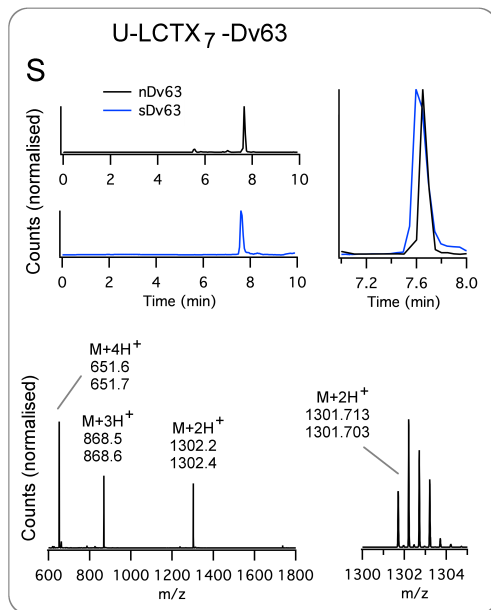 U-LCTX7-Dv63
S
nDv63
sDv63
Counts (normalised)
0 2 4 6 8 10
0 2 4 6 8 10
Time (min)
7.2 7.6 8.0
Time (min)
M+4H+
651.6
651.7
M+3H+
868.5
868.6
M+2H+
1302.2
1302.4
M+2H+
1301.713
1301.703
Counts (normalised)
600 800 1000 1200 1400 1600 1800
m/z
1300 1302 1304
m/z